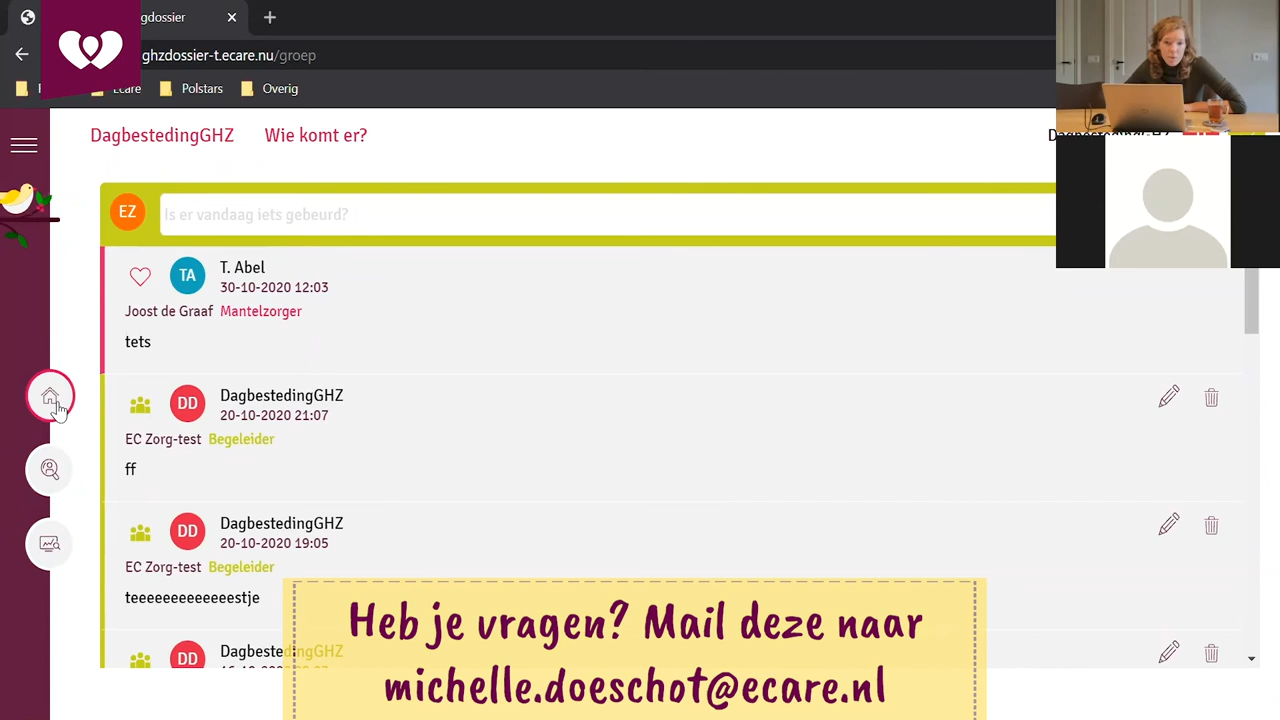 gdossier
ghzdossier-t.ecare.nu/groep
Ecare Polstars Overig
DagbestedingGHZ Wie komt er?
EZ Is er vandaag iets gebeurd?
TA T. Abel
30-10-2020 12:03
Joost de Graaf Mantelzorger
tets
DD DagbestedingGHZ
20-10-2020 21:07
EC Zorg-test Begeleider
ff
DD DagbestedingGHZ
20-10-2020 19:05
EC Zorg-test Begeleider
teeeeeeeeeeeeestje
DD DagbestedingGHZ
Heb je vragen? Mail deze naar
michelle.doeschot@ecare.nl